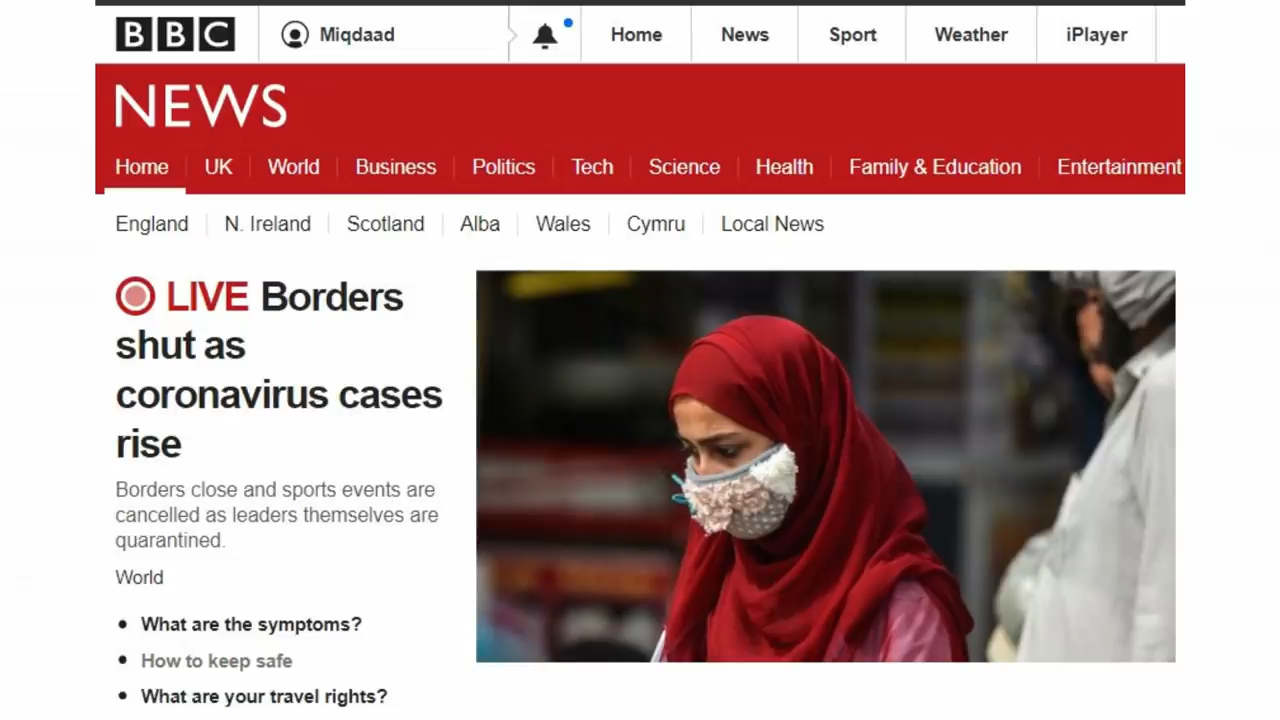 BBC
Miqdaad
Home
News
Sport
Weather
iPlayer
NEWS
Home
UK
World
Business
Politics
Tech
Science
Health
Family & Education
Entertainment
England
N. Ireland
Scotland
Alba
Wales
Cymru
Local News
LIVE Borders
shut as
coronavirus cases
rise
Borders close and sports events are
cancelled as leaders themselves are
quarantined.
World
What are the symptoms?
How to keep safe
What are your travel rights?